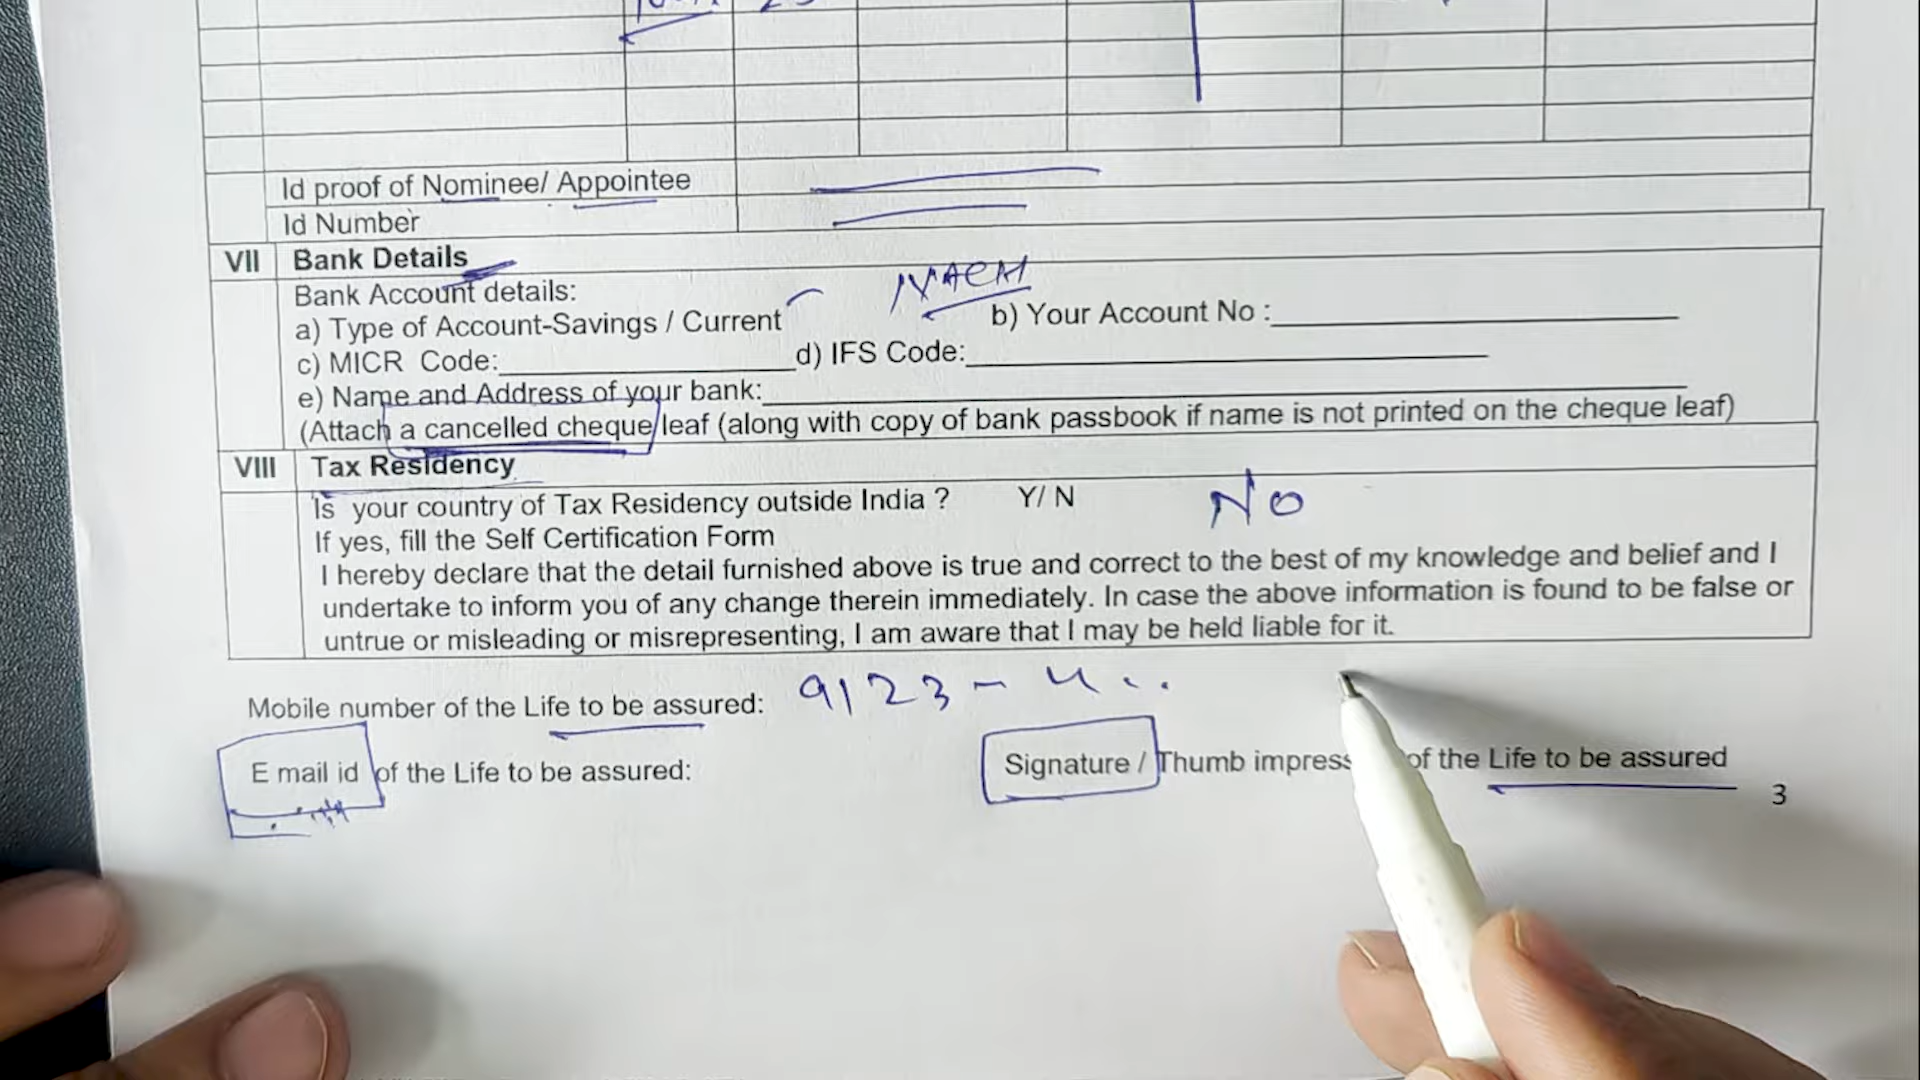 Id proof of Nominee/ Appointee
Id Number
VII Bank Details
Bank Account details:
NACH
a) Type of Account-Savings / Current b) Your Account No :
c) MICR Code: d) IFS Code:
e) Name and Address of your bank:
(Attach a cancelled cheque leaf (along with copy of bank passbook if name is not printed on the cheque leaf)
VIII Tax Residency
Is your country of Tax Residency outside India ? Y/ N No
If yes, fill the Self Certification Form
I hereby declare that the detail furnished above is true and correct to the best of my knowledge and belief and I
undertake to inform you of any change therein immediately. In case the above information is found to be false or
untrue or misleading or misrepresenting, I am aware that I may be held liable for it.
Mobile number of the Life to be assured: 9123 -
E mail id of the Life to be assured: Signature / Thumb of the Life to be assured
3